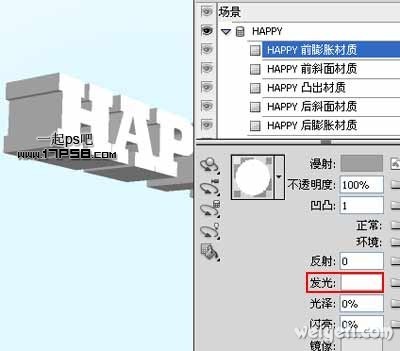 场景
HAPPY
HAPPY 前膨胀材质
HAPPY 前斜面材质
HAPPY 凸出材质
HAPPY 后斜面材质
HAPPY 后膨胀材质
HAP
一起ps吧
www.17PS8.com
漫射:
不透明度: 100%
凹凸: 1
正常:
环境:
反射: 0
发光:
光泽: 0%
闪亮: 0%
镜像: